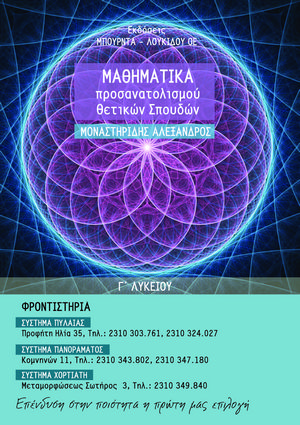 Εκδόσεις
ΜΠΟΥΡΝΤΑ - ΛΟΥΚΙΔΟΥ ΟΕ
ΜΑΘΗΜΑΤΙΚΑ
προσανατολισμού
θετικών Σπουδών
ΜΟΝΑΣΤΗΡΙΔΗΣ ΑΛΕΞΑΝΔΡΟΣ
Γ' ΛΥΚΕΙΟΥ
ΦΡΟΝΤΙΣΤΗΡΙΑ
ΣΥΣΤΗΜΑ ΠΥΛΑΙΑΣ
Προφήτη Ηλία 35, Τηλ.: 2310 303.761, 2310 324.027
ΣΥΣΤΗΜΑ ΠΑΝΟΡΑΜΑΤΟΣ
Κομνηνών 11, Τηλ.: 2310 343.802, 2310 347.180
ΣΥΣΤΗΜΑ ΧΟΡΤΙΑΤΗ
Μεταμορφώσεως Σωτήρος 3, Τηλ.: 2310 349.840
Επένδυση στην ποιότητα η πρώτη μας επιλογή